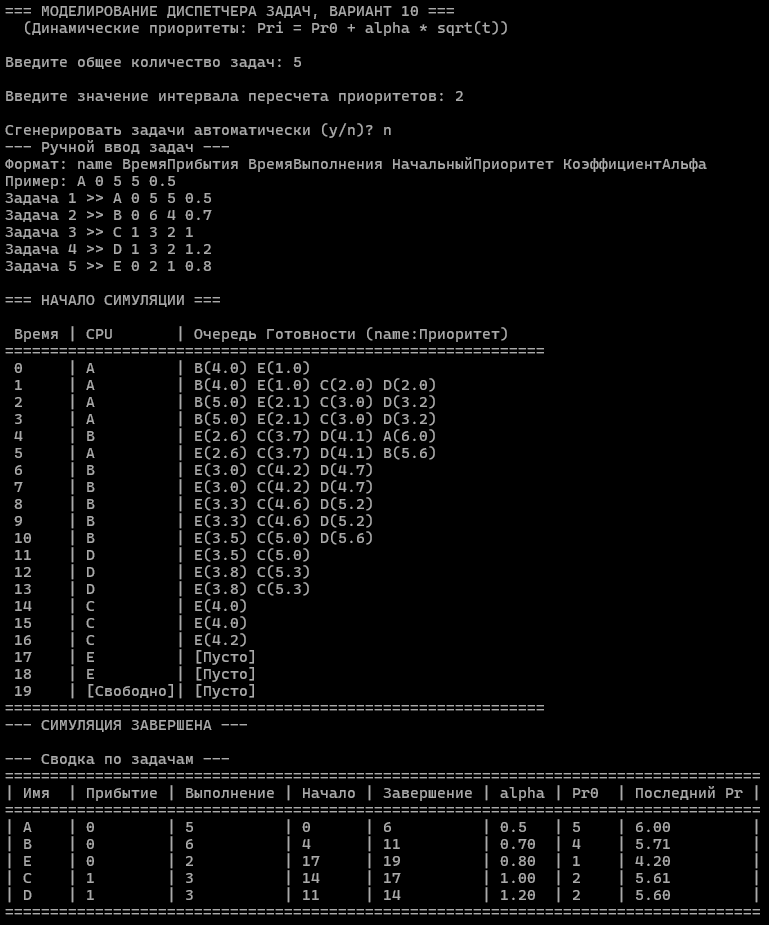 === МОДЕЛИРОВАНИЕ ДИСПЕТЧЕРА ЗАДАЧ, ВАРИАНТ 10 ===
(Динамические приоритеты: Pri = Pr0 + alpha * sqrt(t))
Введите общее количество задач: 5
Введите значение интервала пересчета приоритетов: 2
Сгенерировать задачи автоматически (y/n)? n
--- Ручной ввод задач ---
Формат: name ВремяПрибытия ВремяВыполнения НачальныйПриоритет КоэффициентАльфа
Пример: A 0 5 5 0.5
Задача 1 >> A 0 5 5 0.5
Задача 2 >> B 0 6 4 0.7
Задача 3 >> C 1 3 2 1
Задача 4 >> D 1 3 2 1.2
Задача 5 >> E 0 2 1 0.8
=== НАЧАЛО СИМУЛЯЦИИ ===
Время | CPU | Очередь Готовности (name:Приоритет)
============================================================
0 | A | B(4.0) E(1.0)
1 | A | B(4.0) E(1.0) C(2.0) D(2.0)
2 | A | B(5.0) E(2.1) C(3.0) D(3.2)
3 | A | B(5.0) E(2.1) C(3.0) D(3.2)
4 | B | E(2.6) C(3.7) D(4.1) A(6.0)
5 | A | E(2.6) C(3.7) D(4.1) B(5.6)
6 | B | E(3.0) C(4.2) D(4.7)
7 | B | E(3.0) C(4.2) D(4.7)
8 | B | E(3.3) C(4.6) D(5.2)
9 | B | E(3.3) C(4.6) D(5.2)
10 | B | E(3.5) C(5.0) D(5.6)
11 | D | E(3.5) C(5.0)
12 | D | E(3.8) C(5.3)
13 | D | E(3.8) C(5.3)
14 | C | E(4.0)
15 | C | E(4.0)
16 | C | E(4.2)
17 | E | [Пусто]
18 | E | [Пусто]
19 | [Свободно]| [Пусто]
============================================================
--- СИМУЛЯЦИЯ ЗАВЕРШЕНА ---
--- Сводка по задачам ---
====================================================================================
| Имя | Прибытие | Выполнение | Начало | Завершение | alpha | Pr0 | Последний Pr |
====================================================================================
| A | 0 | 5 | 0 | 6 | 0.5 | 5 | 6.00 |
| B | 0 | 6 | 4 | 11 | 0.70 | 4 | 5.71 |
| E | 0 | 2 | 17 | 19 | 0.80 | 1 | 4.20 |
| C | 1 | 3 | 14 | 17 | 1.00 | 2 | 5.61 |
| D | 1 | 3 | 11 | 14 | 1.20 | 2 | 5.60 |
====================================================================================